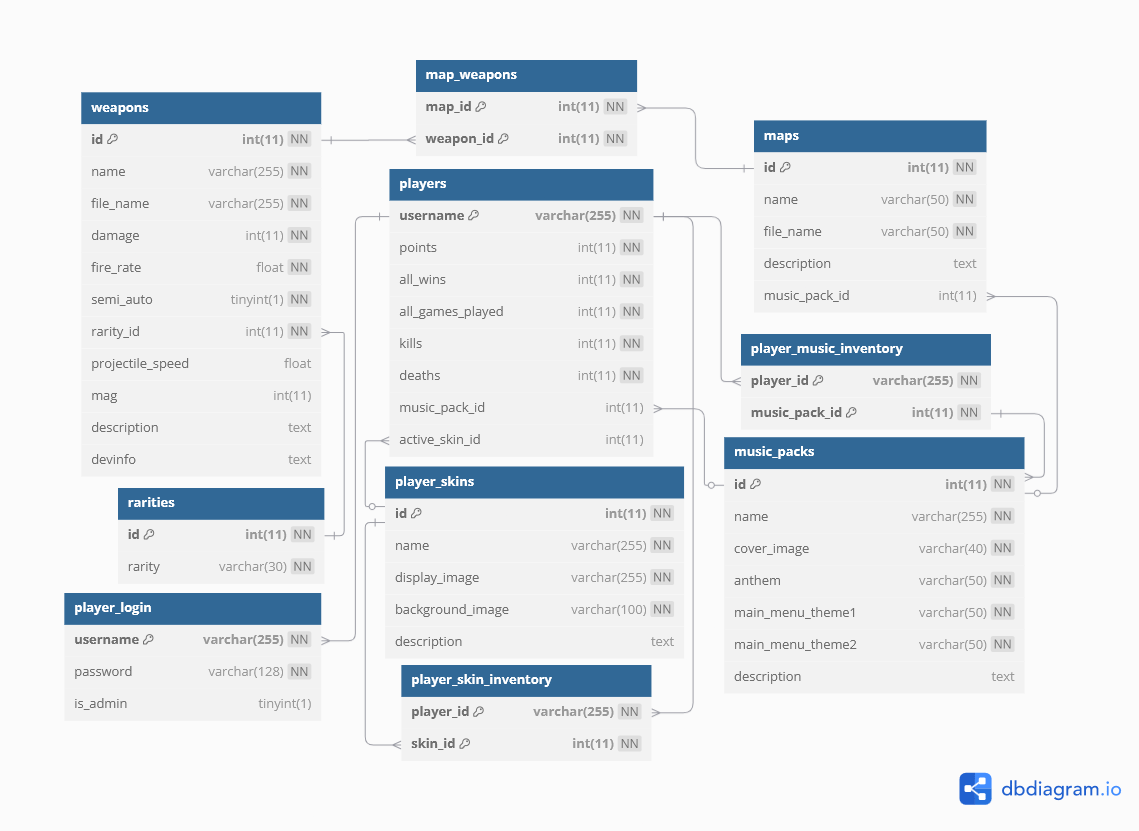 map_weapons
map_id int(11) NN
weapon_id int(11) NN
weapons
id int(11) NN
name varchar(255) NN
file_name varchar(255) NN
damage int(11) NN
fire_rate float NN
semi_auto tinyint(1) NN
rarity_id int(11) NN
projectile_speed float
mag int(11)
description text
devinfo text
maps
id int(11) NN
name varchar(50) NN
file_name varchar(50) NN
description text
music_pack_id int(11)
players
username varchar(255) NN
points int(11) NN
all_wins int(11) NN
all_games_played int(11) NN
kills int(11) NN
deaths int(11) NN
music_pack_id int(11)
active_skin_id int(11)
player_music_inventory
player_id varchar(255) NN
music_pack_id int(11) NN
music_packs
id int(11) NN
name varchar(255) NN
cover_image varchar(40) NN
anthem varchar(50) NN
main_menu_theme1 varchar(50) NN
main_menu_theme2 varchar(50) NN
description text
player_skins
id int(11) NN
name varchar(255) NN
display_image varchar(255) NN
background_image varchar(100) NN
description text
rarities
id int(11) NN
rarity varchar(30) NN
player_login
username varchar(255) NN
password varchar(128) NN
is_admin tinyint(1)
player_skin_inventory
player_id varchar(255) NN
skin_id int(11) NN
dbdiagram.io